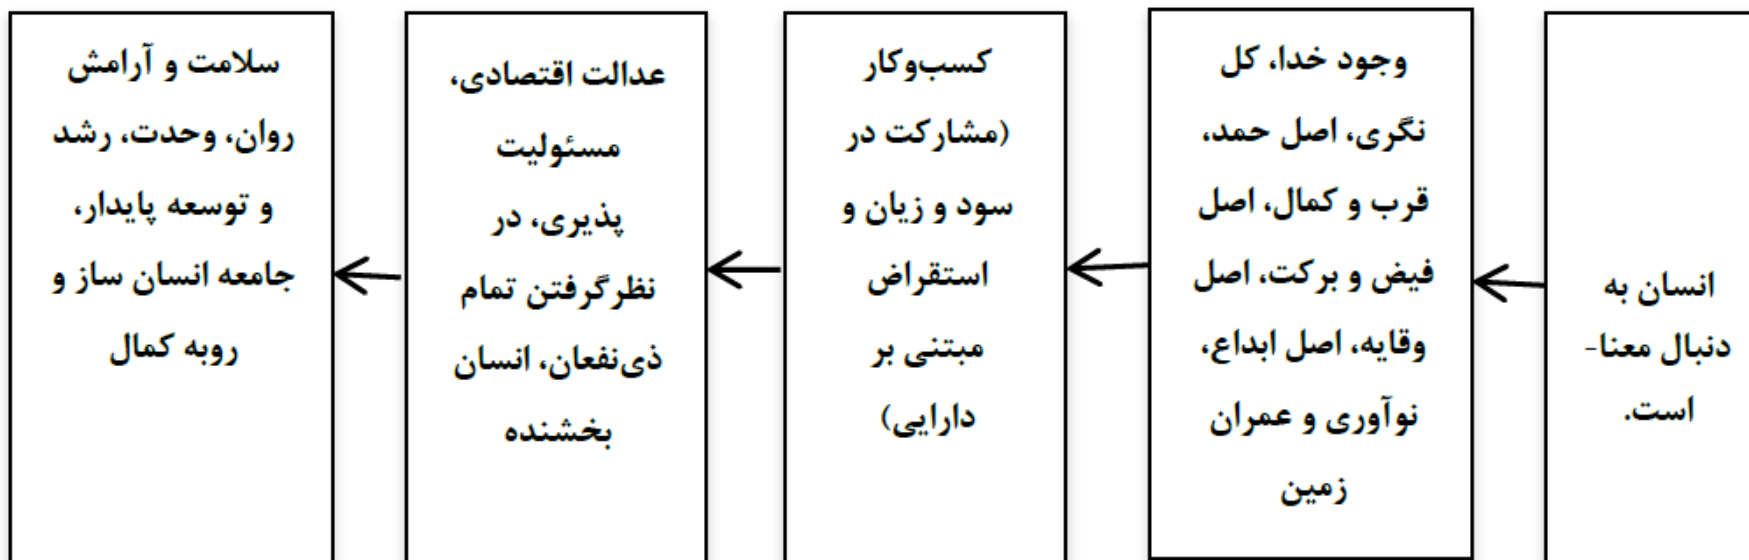 انسان به
دنبال معنا-
است.
وجود خدا، کل
نگری، اصل حمد،
قرب و کمال، اصل
فیض و برکت، اصل
وقایه، اصل ابداع،
نوآوری و عمران
زمین
کسب‌وکار
(مشارکت در
سود و زیان و
استقراض
مبتنی بر
دارایی)
عدالت اقتصادی،
مسئولیت
پذیری، در
نظرگرفتن تمام
ذی‌نفعان، انسان
بخشنده
سلامت و آرامش
روان، وحدت، رشد
و توسعه پایدار،
جامعه انسان ساز و
روبه کمال